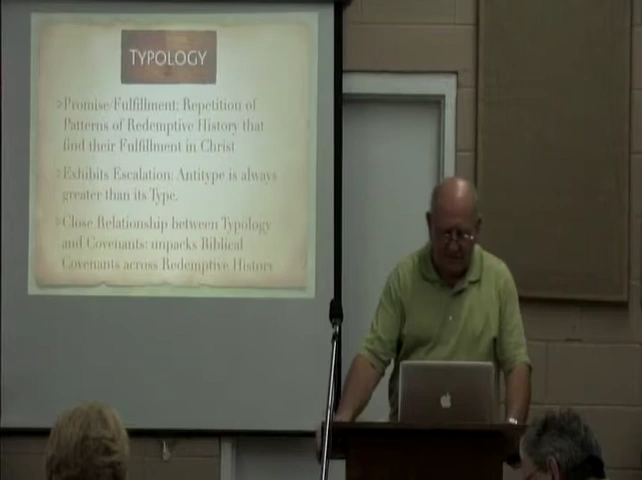 TYPOLOGY
>Promise/Fulfillment: Repetition of
Patterns of Redemptive History that
find their Fulfillment in Christ
>Exhibits Escalation: Antitype is always
greater than its Type.
>Close Relationship between Typology
and Covenants: unpacks Biblical
Covenants across Redemptive History